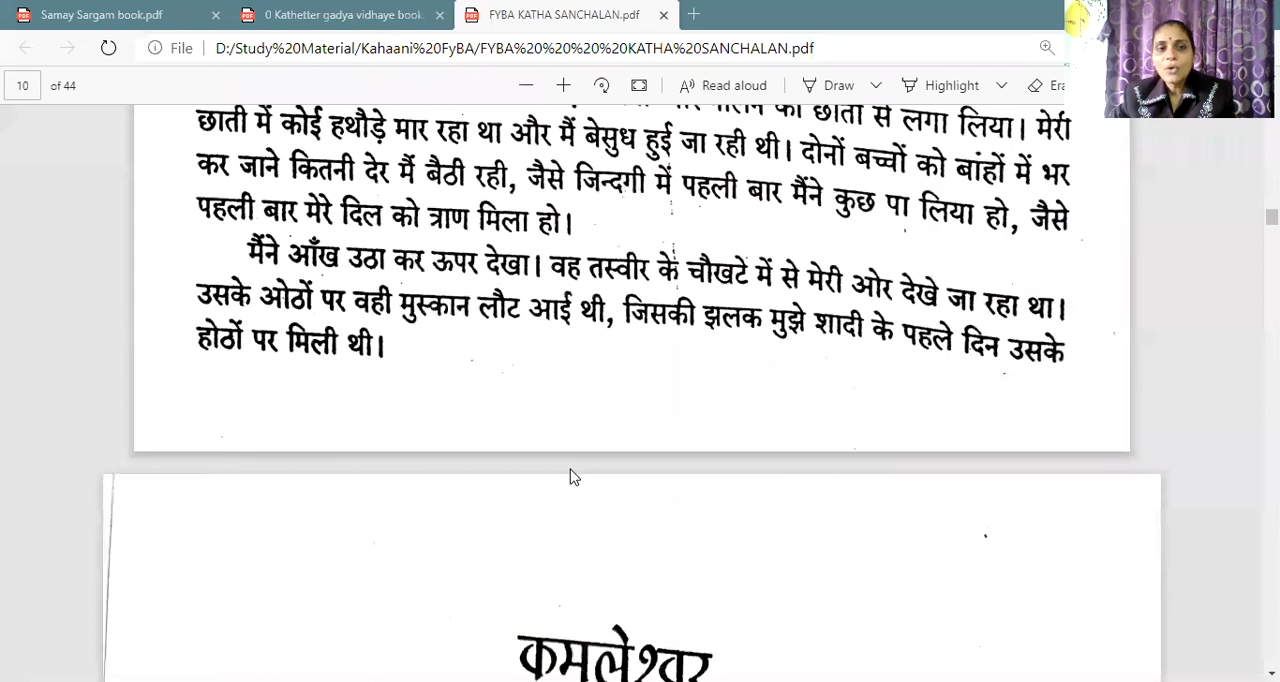 Samay Sargam book.pdf
0 Kathetter gadya vidhaye book.
FYBA KATHA SANCHALAN.pdf
File
D:/Study%20Material/Kahaani%20FyBA/FYBA%20%20%20%20KATHA%20SANCHALAN.pdf
10 of 44
Read aloud
Draw
Highlight
Era
छाती से लगा लिया। मेरी
छाती में कोई हथौड़े मार रहा था और मैं बेसुध हुई जा रही थी। दोनों बच्चों को बांहों में भर
कर जाने कितनी देर मैं बैठी रही, जैसे जिन्दगी में पहली बार मैंने कुछ पा लिया हो, जैसे
पहली बार मेरे दिल को त्राण मिला हो।
मैंने आँख उठा कर ऊपर देखा। वह तस्वीर के चौखटे में से मेरी ओर देखे जा रहा था।
उसके ओठों पर वही मुस्कान लौट आई थी, जिसकी झलक मुझे शादी के पहले दिन उसके
होठों पर मिली थी।
कमलेश्वर